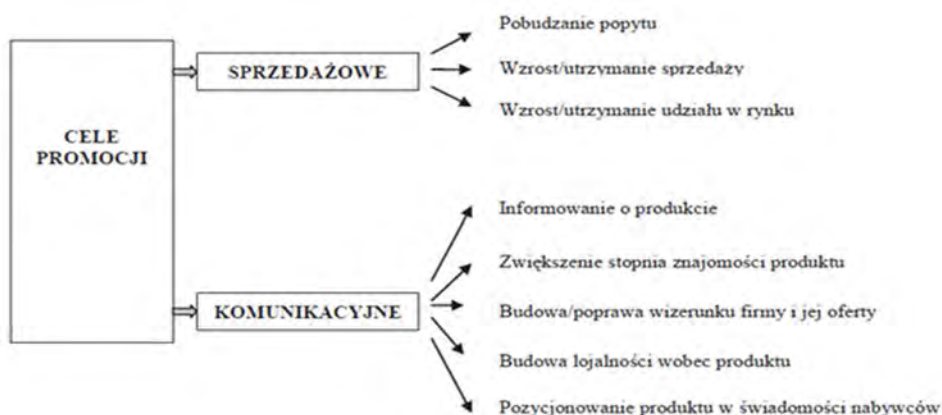 CELE
PROMOCJI
SPRZEDAŻOWE
Pobudzanie popytu
Wzrost/utrzymanie sprzedaży
Wzrost/utrzymanie udziału w rynku
KOMUNIKACYJNE
Informowanie o produkcie
Zwiększenie stopnia znajomości produktu
Budowa/poprawa wizerunku firmy i jej oferty
Budowa lojalności wobec produktu
Pozycjonowanie produktu w świadomości nabywców